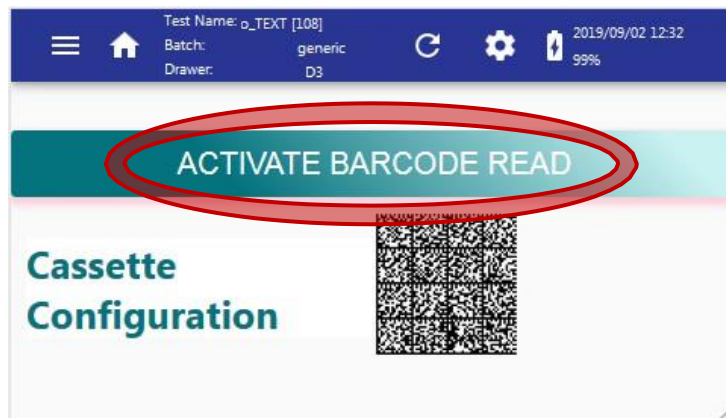 Test Name: o_TEXT [108]
Batch: generic
Drawer: D3
2019/09/02 12:32
99%
ACTIVATE BARCODE READ
Cassette
Configuration